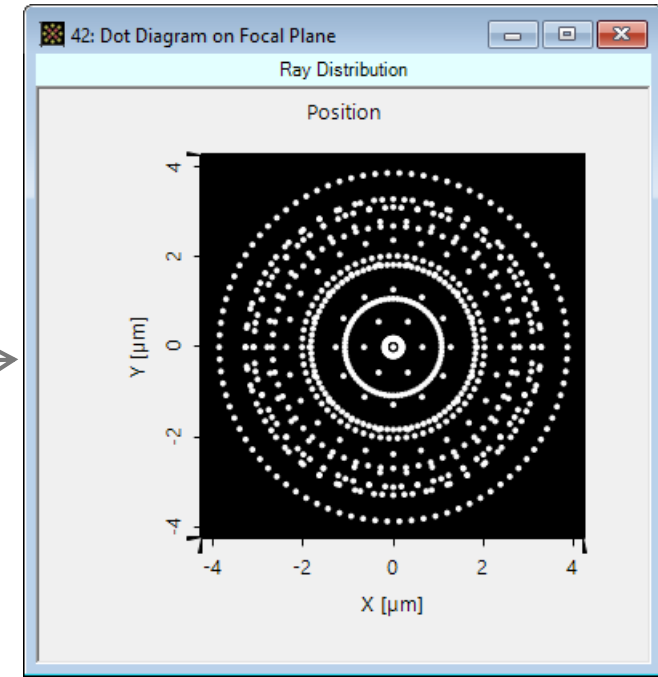 42: Dot Diagram on Focal Plane
Ray Distribution
Position
4
2
0
-2
-4
Y [µm]
-4 -2 0 2 4
X [µm]